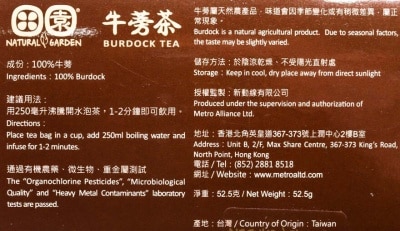 田園
NATURAL GARDEN
牛蒡茶
BURDOCK TEA
成份：100%牛蒡
Ingredients : 100% Burdock
建議用法：
用250毫升沸騰開水泡茶，1-2分鐘即可飲用。
Directions :
Place tea bag in a cup, add 250ml boiling water and
infuse for 1-2 minutes.
通過有機農藥、微生物、重金屬測試
The "Organochlorine Pesticides", "Microbiological
Quality" and "Heavy Metal Contaminants" laboratory
tests are passed.
牛蒡屬天然農產品，味道會因季節變化或有稍微差異，屬正
常現象。
Burdock is a natural agricultural product. Due to seasonal factors,
the taste may be slightly varied.
儲存方法：於陰涼乾燥、不受陽光直射處
Storage : Keep in cool, dry place away from direct sunlight
授權監製：新動線有限公司
Produced under the supervision and authorization of
Metro Alliance Ltd.
地址：香港北角英皇道367-373號上潤中心2樓B室
Address : Unit B, 2/F, Max Share Centre, 367-373 King's Road,
North Point, Hong Kong
電話 / Tel : (852) 2881 8518
網址 / Website : www.metroaltd.com
淨重：52.5克 / Net Weight : 52.5g
產地：台灣 / Country of Origin : Taiwan